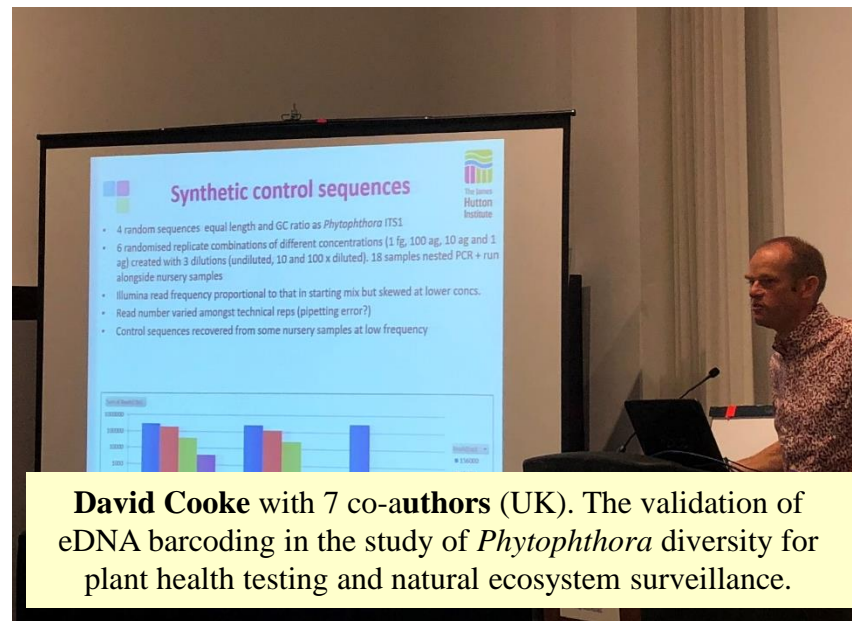 Synthetic control sequences
The James
Hutton
Institute
• 4 random sequences equal length and GC ratio as Phytophthora ITS1
• 6 randomised replicate combinations of different concentrations (1 fg, 100 ag, 10 ag and 1
ag) created with 3 dilutions (undiluted, 10 and 100 x diluted). 18 samples nested PCR + run
alongside nursery samples
• Illumina read frequency proportional to that in starting mix but skewed at lower concs.
• Read number varied amongst technical reps (pipetting error?)
• Control sequences recovered from some nursery samples at low frequency
1000000
100000
10000
1000
David Cooke with 7 co-authors (UK). The validation of
eDNA barcoding in the study of Phytophthora diversity for
plant health testing and natural ecosystem surveillance.